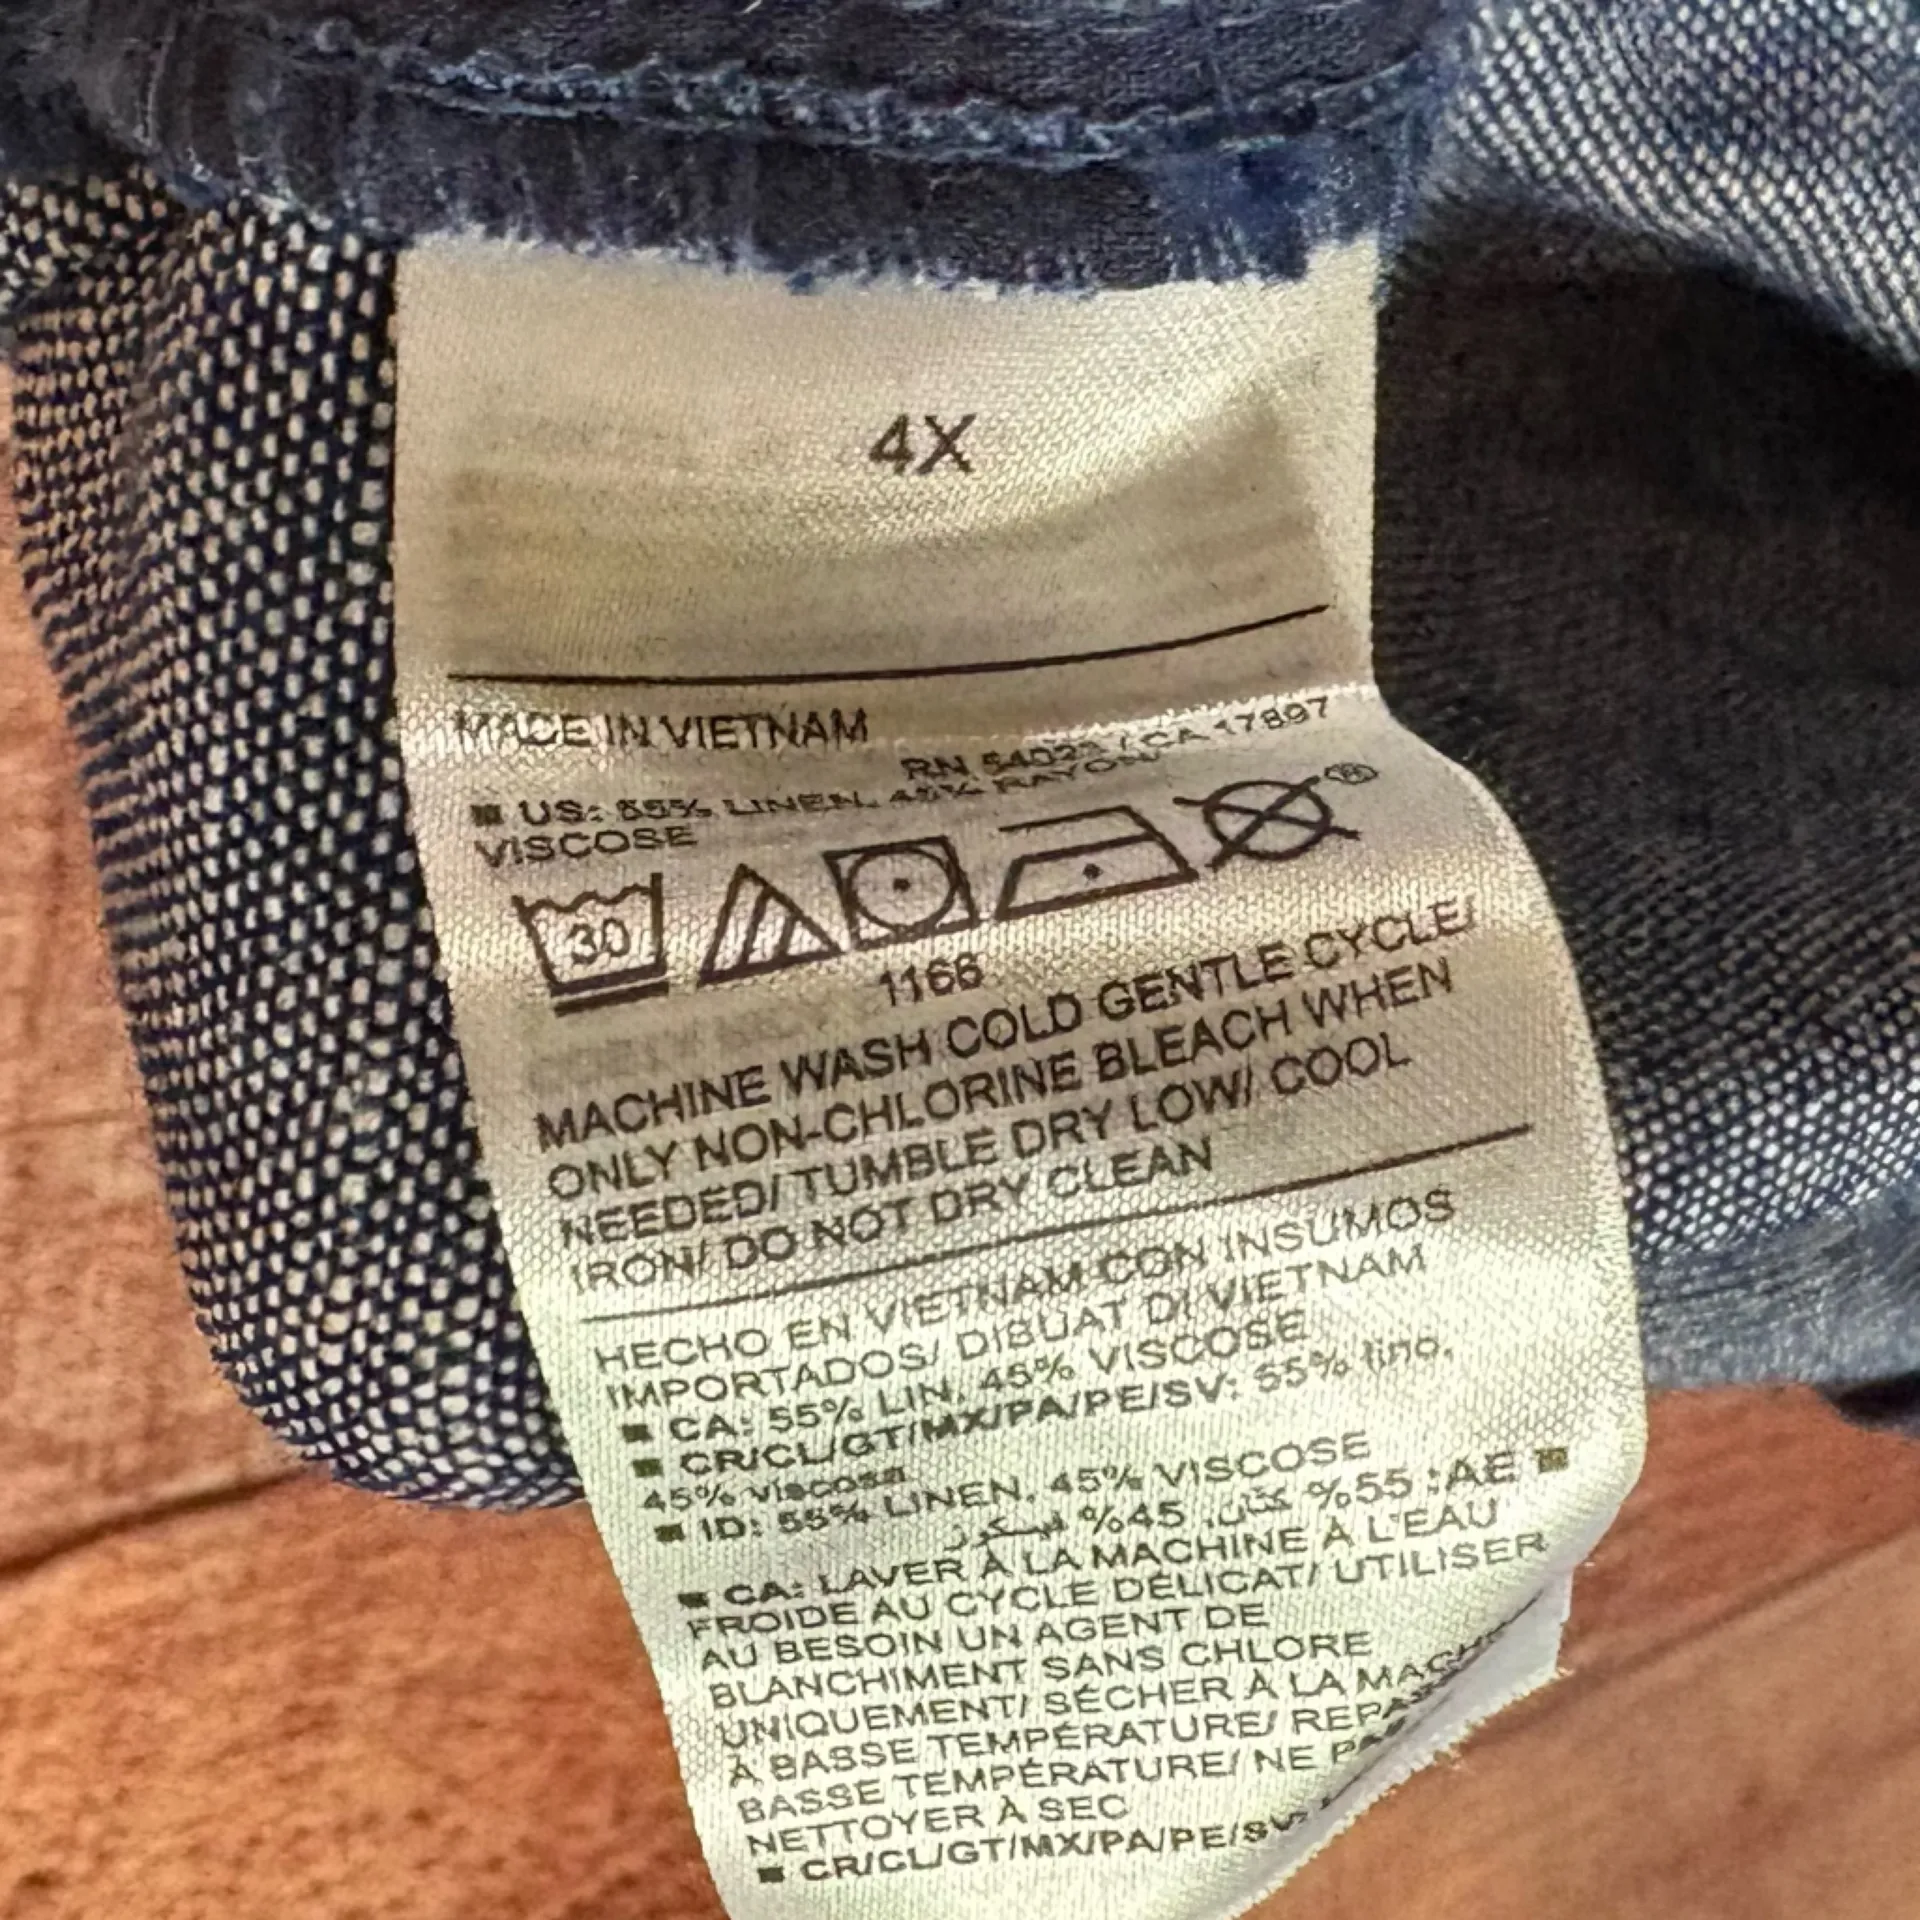 4X
MADE IN VIETNAM
RN 54023 / CA 17897
■ US: 55% LINEN, 45% RAYON
VISCOSE
30
1166
MACHINE WASH COLD GENTLE CYCLE/
ONLY NON-CHLORINE BLEACH WHEN
NEEDED/ TUMBLE DRY LOW/ COOL
IRON/ DO NOT DRY CLEAN
HECHO EN VIETNAM CON INSUMOS
IMPORTADOS/ DIBUAT DI VIETNAM
■ CA: 55% LIN, 45% VISCOSE
■ CR/CL/GT/MX/PA/PE/SV: 55% lino,
45% viscosa
■ ID: 55% LINEN, 45% VISCOSE
■ AE: 55% كتان, 45% فيسكوز
■ CA: LAVER À LA MACHINE À L'EAU
FROIDE AU CYCLE DÉLICAT/ UTILISER
AU BESOIN UN AGENT DE
BLANCHIMENT SANS CHLORE
UNIQUEMENT/ SÉCHER À LA
À BASSE TEMPÉRATURE/
BASSE TEMPÉRATURE/ NE
NETTOYER À SEC
■ CR/CL/GT/MX/PA/PE/SV: